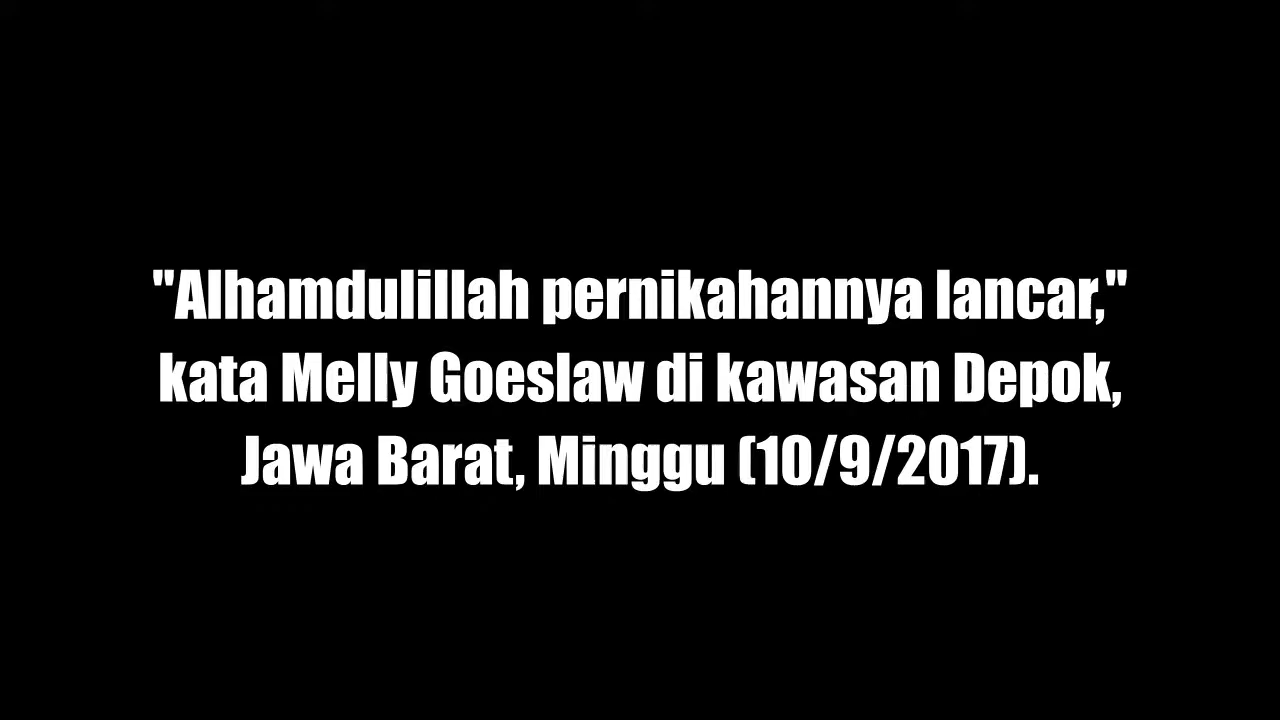 "Alhamdulillah pernikahannya lancar,"
kata Melly Goeslaw di kawasan Depok,
Jawa Barat, Minggu (10/9/2017).